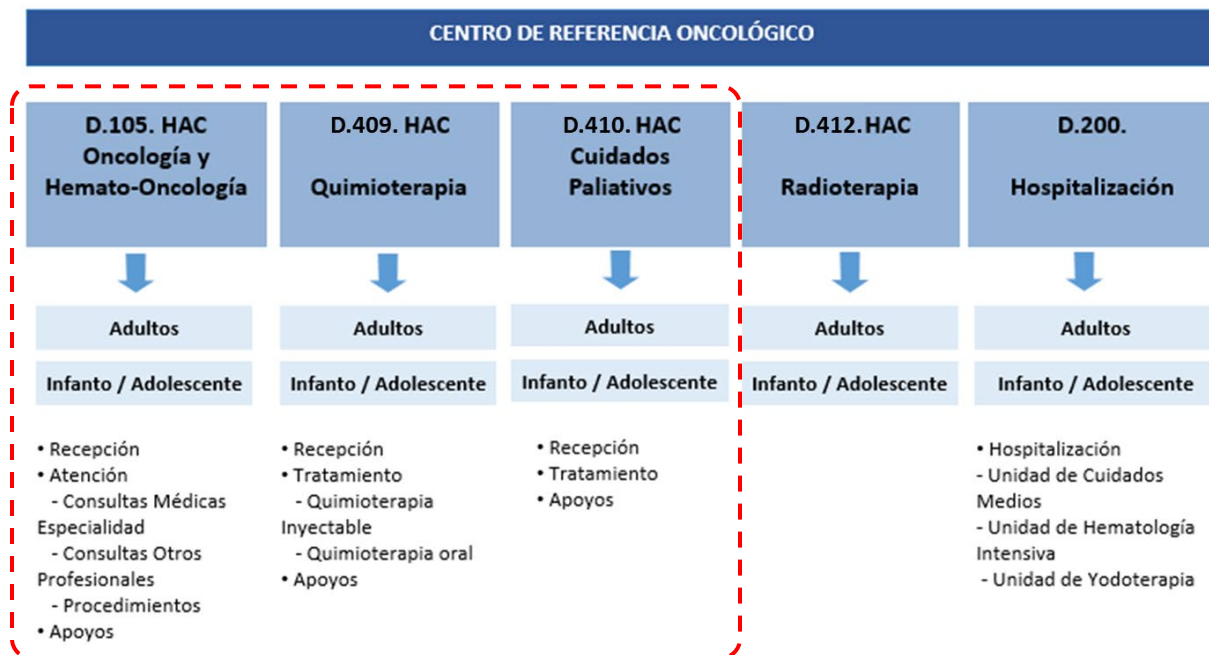 CENTRO DE REFERENCIA ONCOLÓGICO
D.105. HAC
Oncología y
Hemato-Oncología
Adultos
Infanto / Adolescente
• Recepción
• Atención
- Consultas Médicas
Especialidad
- Consultas Otros
Profesionales
- Procedimientos
• Apoyos
D.409. HAC
Quimioterapia
Adultos
Infanto / Adolescente
• Recepción
• Tratamiento
- Quimioterapia
Inyectable
- Quimioterapia oral
• Apoyos
D.410. HAC
Cuidados
Paliativos
Adultos
Infanto / Adolescente
• Recepción
• Tratamiento
• Apoyos
D.412.HAC
Radioterapia
Adultos
Infanto / Adolescente
D.200.
Hospitalización
Adultos
Infanto / Adolescente
• Hospitalización
- Unidad de Cuidados
Medios
- Unidad de Hematología
Intensiva
- Unidad de Yodoterapia